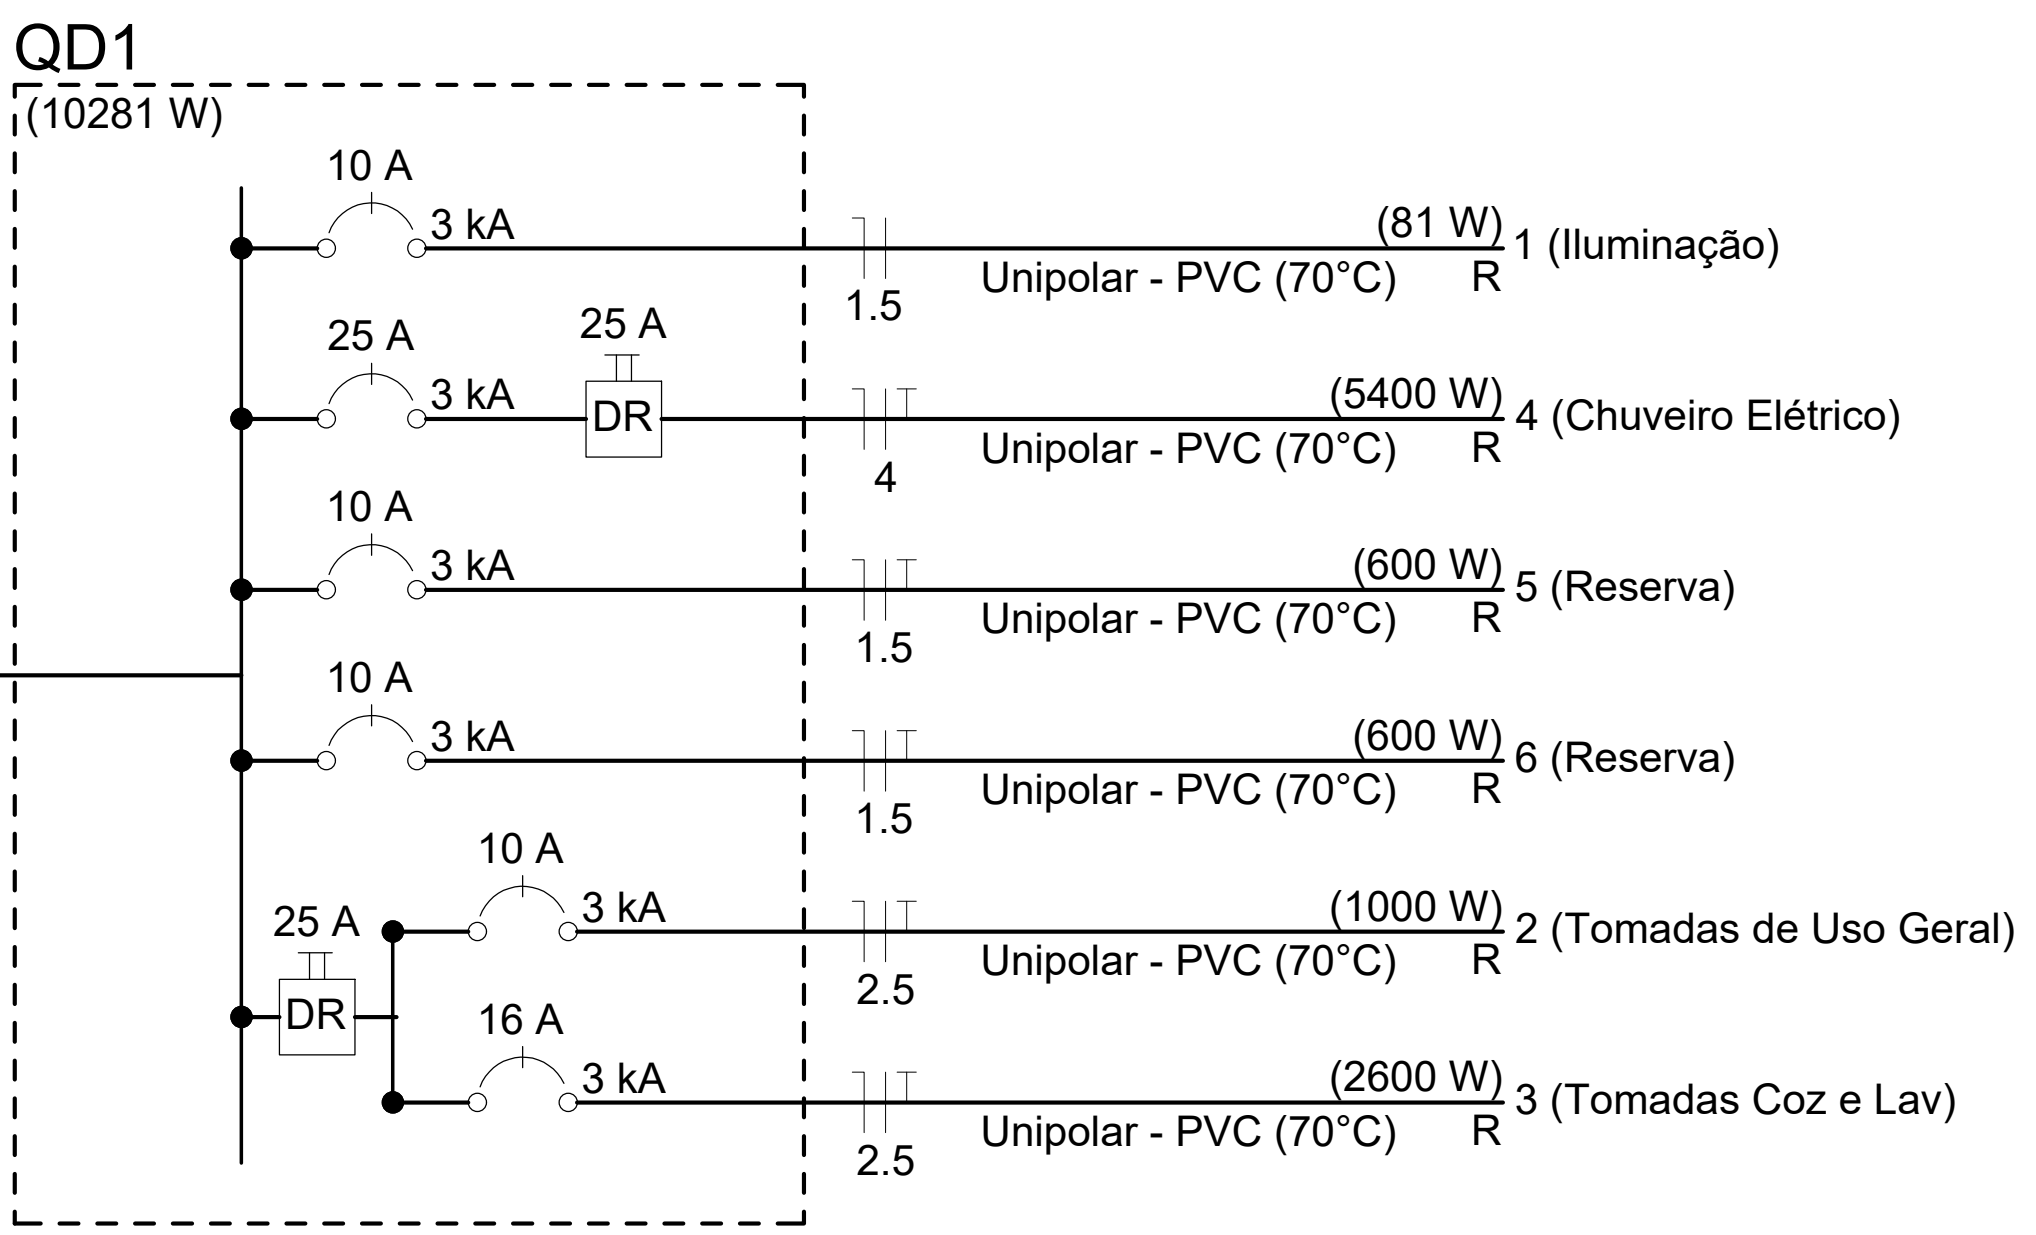 QD1
(10281 W)
10 A
3 kA
1.5
(81 W)
Unipolar - PVC (70°C)
R
1 (Iluminação)
25 A
3 kA
25 A
DR
4
(5400 W)
Unipolar - PVC (70°C)
R
4 (Chuveiro Elétrico)
10 A
3 kA
1.5
(600 W)
Unipolar - PVC (70°C)
R
5 (Reserva)
10 A
3 kA
1.5
(600 W)
Unipolar - PVC (70°C)
R
6 (Reserva)
25 A
DR
10 A
3 kA
2.5
(1000 W)
Unipolar - PVC (70°C)
R
2 (Tomadas de Uso Geral)
16 A
3 kA
2.5
(2600 W)
Unipolar - PVC (70°C)
R
3 (Tomadas Coz e Lav)